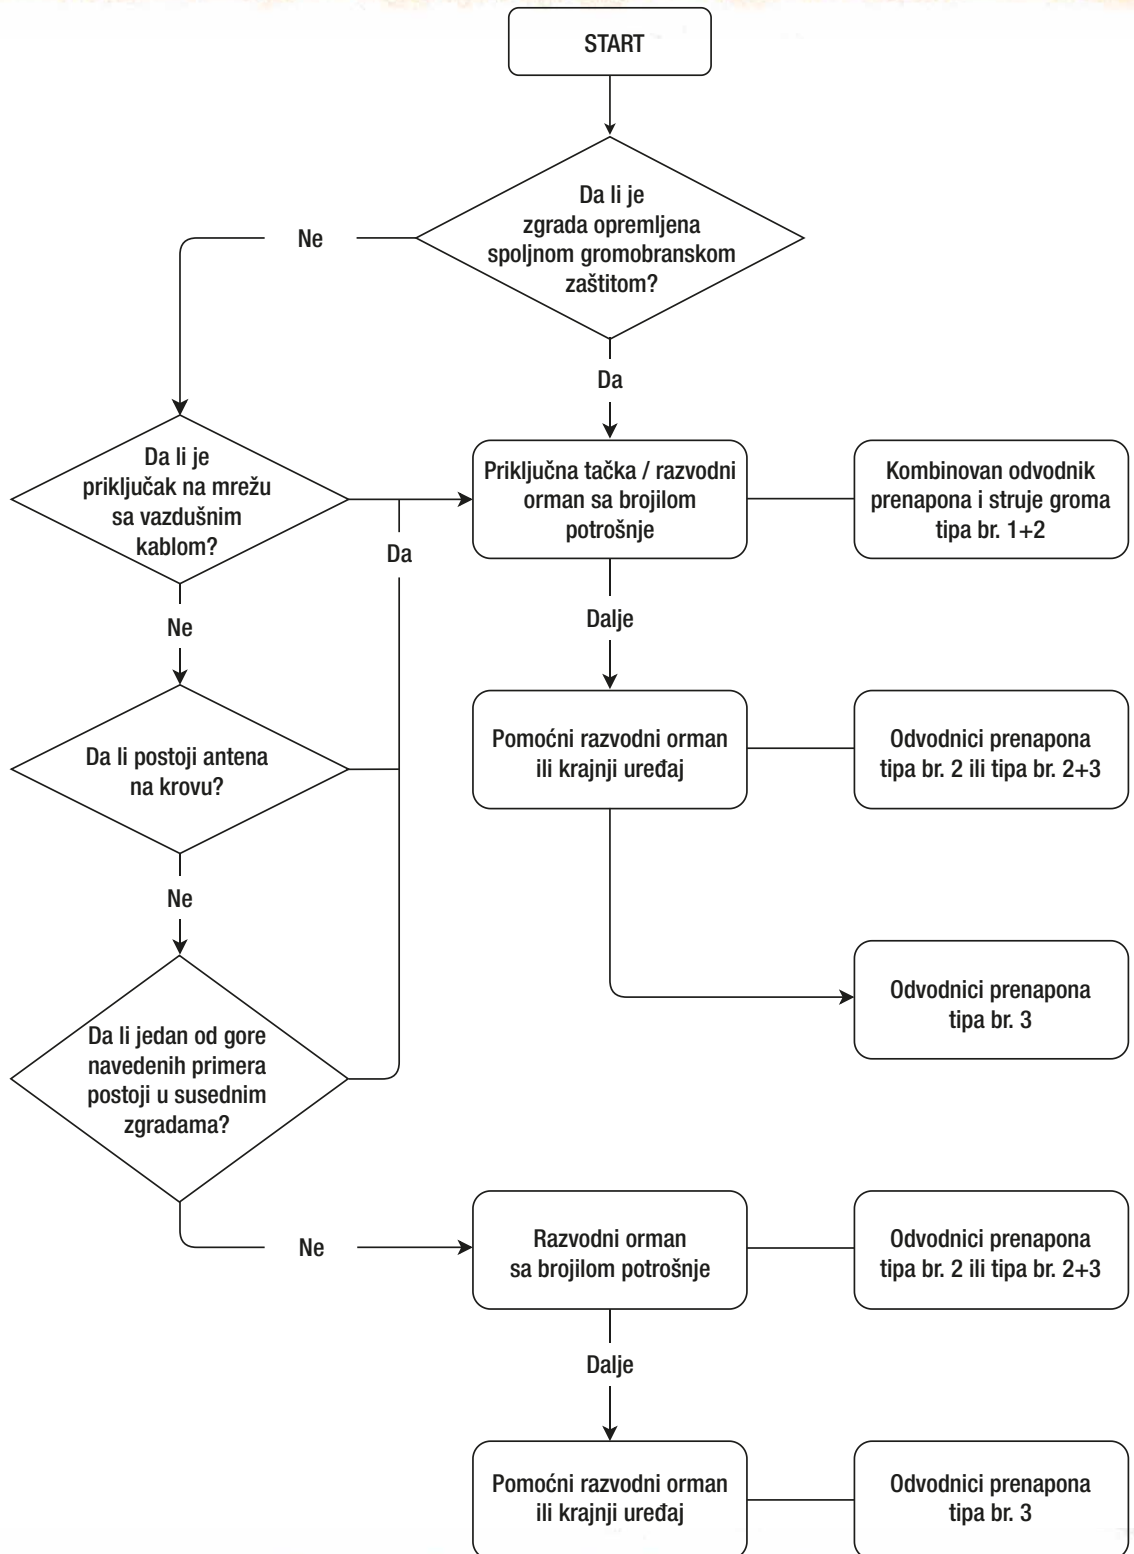 START
Da li je
zgrada opremljena
spoljnom gromobranskom
zaštitom?
Ne
Da
Da li je
priključak na mrežu
sa vazdušnim
kablom?
Priključna tačka / razvodni
orman sa brojilom
potrošnje
Kombinovan odvodnik
prenapona i struje groma
tipa br. 1+2
Da
Ne
Dalje
Da li postoji antena
na krovu?
Pomoćni razvodni orman
ili krajnji uređaj
Odvodnici prenapona
tipa br. 2 ili tipa br. 2+3
Ne
Odvodnici prenapona
tipa br. 3
Da li jedan od gore
navedenih primera
postoji u susednim
zgradama?
Ne
Razvodni orman
sa brojilom potrošnje
Odvodnici prenapona
tipa br. 2 ili tipa br. 2+3
Dalje
Pomoćni razvodni orman
ili krajnji uređaj
Odvodnici prenapona
tipa br. 3